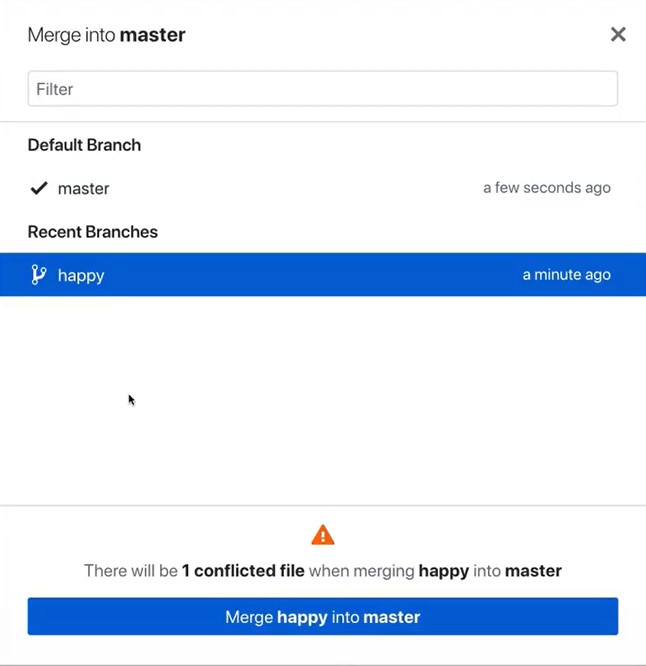 Merge into master
Filter
Default Branch
master a few seconds ago
Recent Branches
happy a minute ago
There will be 1 conflicted file when merging happy into master
Merge happy into master